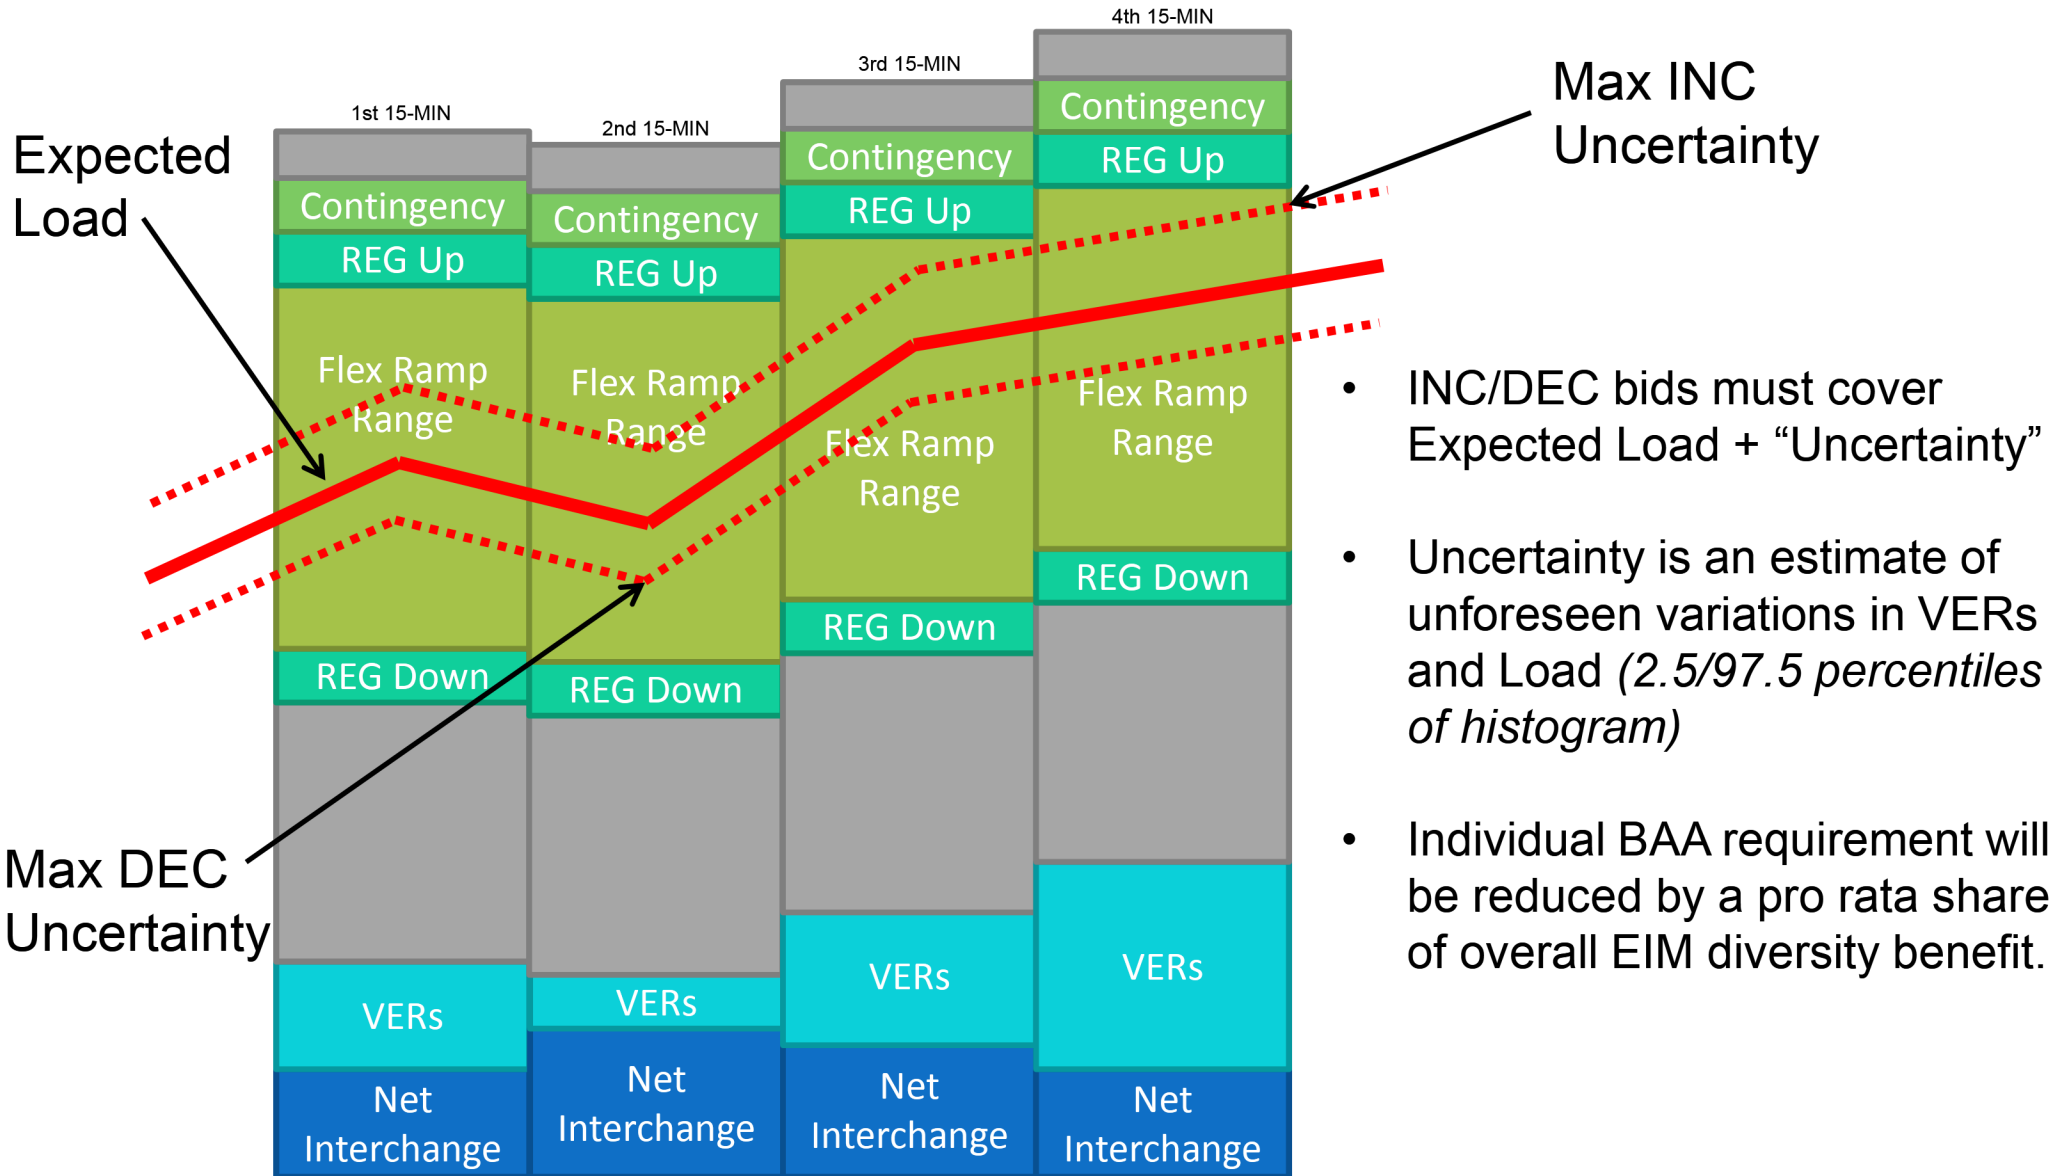 4th 15-MIN
3rd 15-MIN
1st 15-MIN
2nd 15-MIN
Expected
Load
Max INC
Uncertainty
Contingency
REG Up
Flex Ramp
Range
REG Down
VERs
Net
Interchange
Contingency
REG Up
Flex Ramp
Range
REG Down
VERs
Net
Interchange
Contingency
REG Up
Flex Ramp
Range
REG Down
VERs
Net
Interchange
Contingency
REG Up
Flex Ramp
Range
REG Down
VERs
Net
Interchange
Max DEC
Uncertainty
• INC/DEC bids must cover
Expected Load + “Uncertainty”
• Uncertainty is an estimate of
unforeseen variations in VERs
and Load (2.5/97.5 percentiles
of histogram)
• Individual BAA requirement will
be reduced by a pro rata share
of overall EIM diversity benefit.